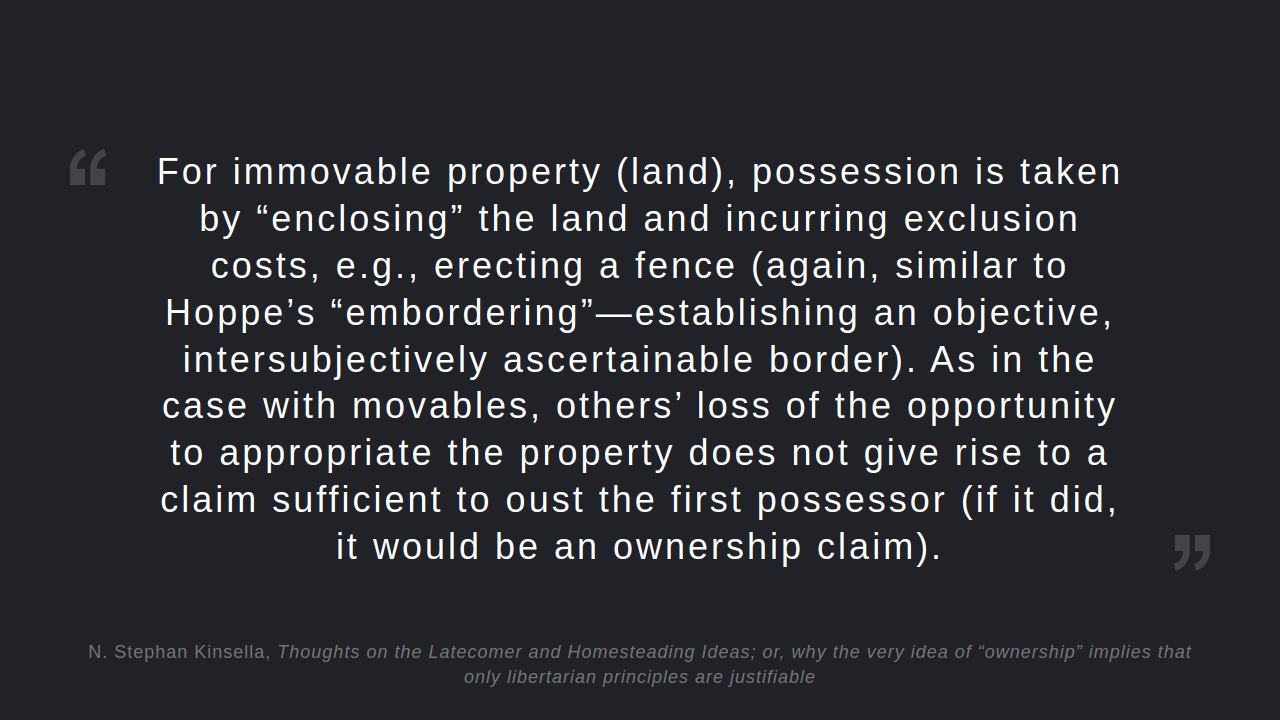 “ For immovable property (land), possession is taken
by “enclosing” the land and incurring exclusion
costs, e.g., erecting a fence (again, similar to
Hoppe’s “embordering”—establishing an objective,
intersubjectively ascertainable border). As in the
case with movables, others’ loss of the opportunity
to appropriate the property does not give rise to a
claim sufficient to oust the first possessor (if it did,
it would be an ownership claim). ”
N. Stephan Kinsella, Thoughts on the Latecomer and Homesteading Ideas; or, why the very idea of “ownership” implies that
only libertarian principles are justifiable